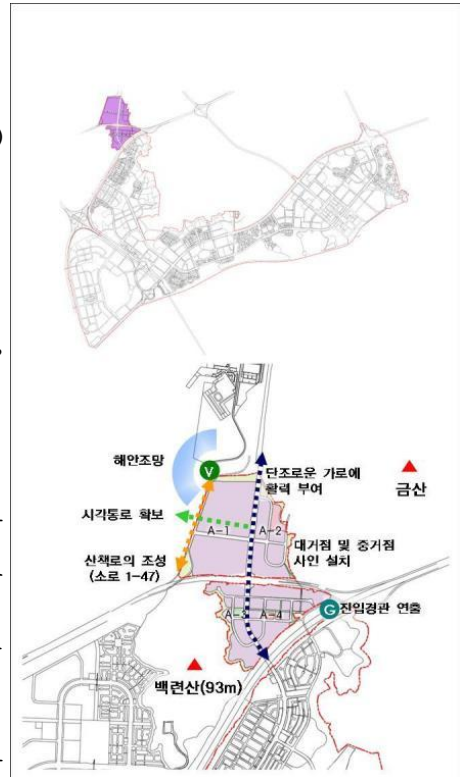 해안조망
V
단조로운 가로에
활력 부여
금산
시각통로 확보
A-1
A-2
대거점 및 중거점
사인 설치
산책로의 조성
(소로 1-47)
A-3
A-4
G
진입경관 연출
백련산(93m)